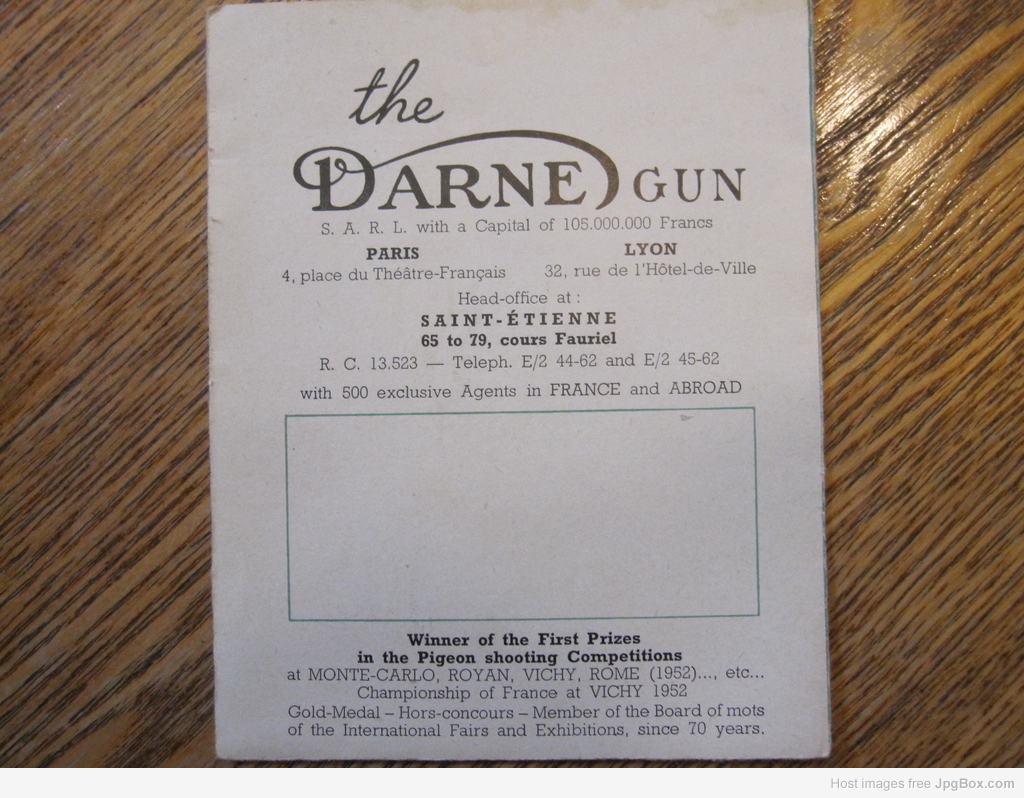 the
DARNE GUN
S. A. R. L. with a Capital of 105.000.000 Francs
PARIS LYON
4, place du Théâtre-Français 32, rue de l'Hôtel-de-Ville
Head-office at :
SAINT-ÉTIENNE
65 to 79, cours Fauriel
R. C. 13.523 — Teleph. E/2 44-62 and E/2 45-62
with 500 exclusive Agents in FRANCE and ABROAD
Winner of the First Prizes
in the Pigeon shooting Competitions
at MONTE-CARLO, ROYAN, VICHY, ROME (1952)..., etc...
Championship of France at VICHY 1952
Gold-Medal – Hors-concours – Member of the Board of mots
of the International Fairs and Exhibitions, since 70 years.
Host images free JpgBox.com